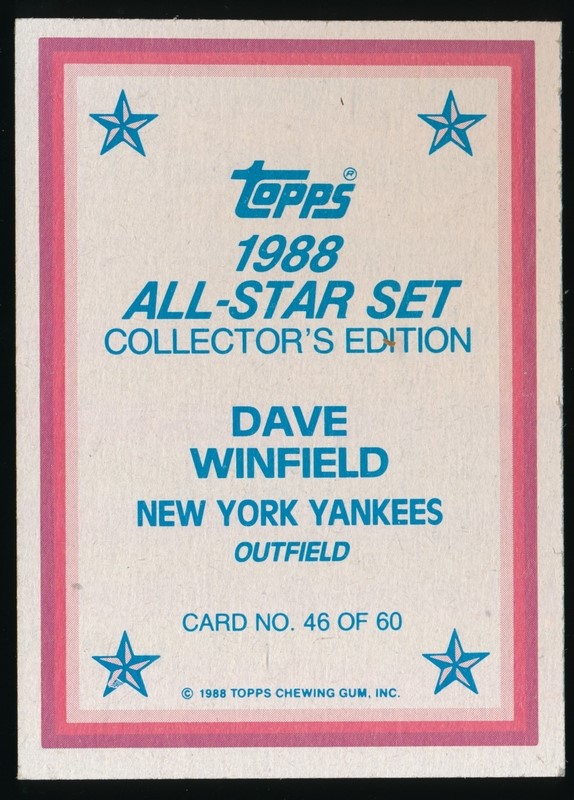 Topps®
1988
ALL-STAR SET
COLLECTOR'S EDITION
DAVE
WINFIELD
NEW YORK YANKEES
OUTFIELD
CARD NO. 46 OF 60
© 1988 TOPPS CHEWING GUM, INC.